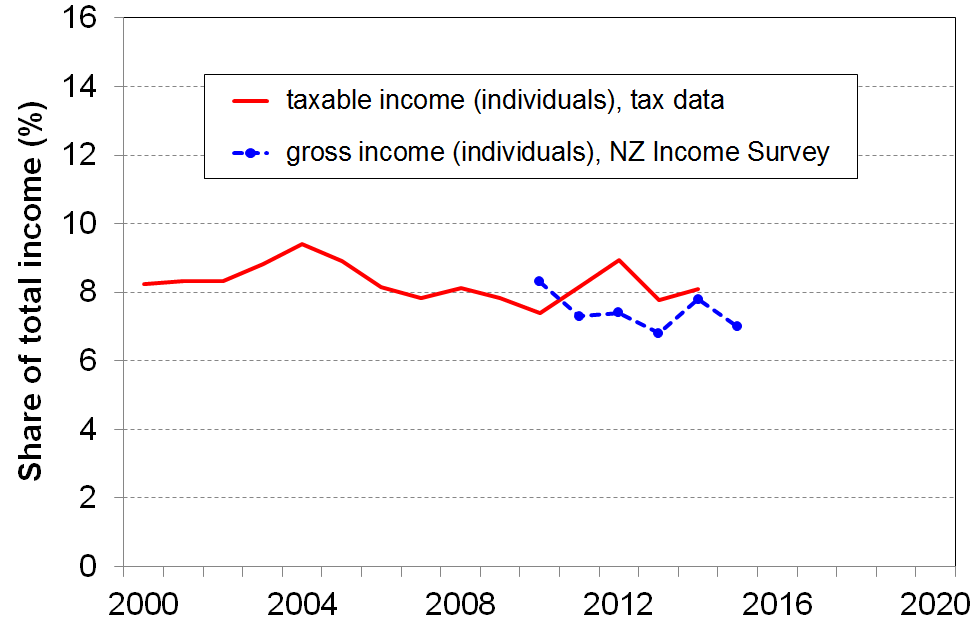 Share of total income (%)
16
14
12
10
8
6
4
2
0
taxable income (individuals), tax data
gross income (individuals), NZ Income Survey
2000 2004 2008 2012 2016 2020